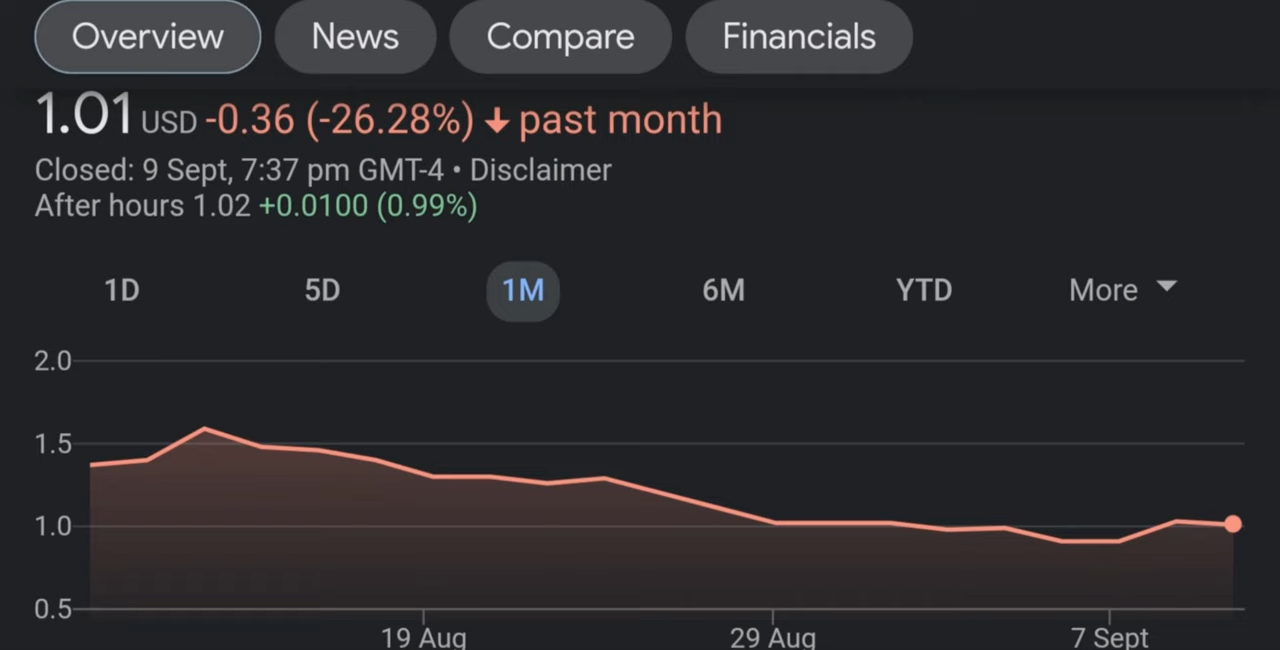 Overview News Compare Financials
1.01 USD -0.36 (-26.28%) ↓ past month
Closed: 9 Sept, 7:37 pm GMT-4 • Disclaimer
After hours 1.02 +0.0100 (0.99%)
1D 5D 1M 6M YTD More
2.0
1.5
1.0
0.5
19 Aug 29 Aug 7 Sept